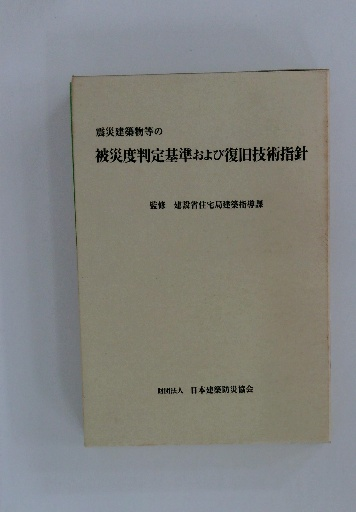 震災建築物等の
被災度判定基準および復旧技術指針
監修 建設省住宅局建築指導課
財団法人 日本建築防災協会